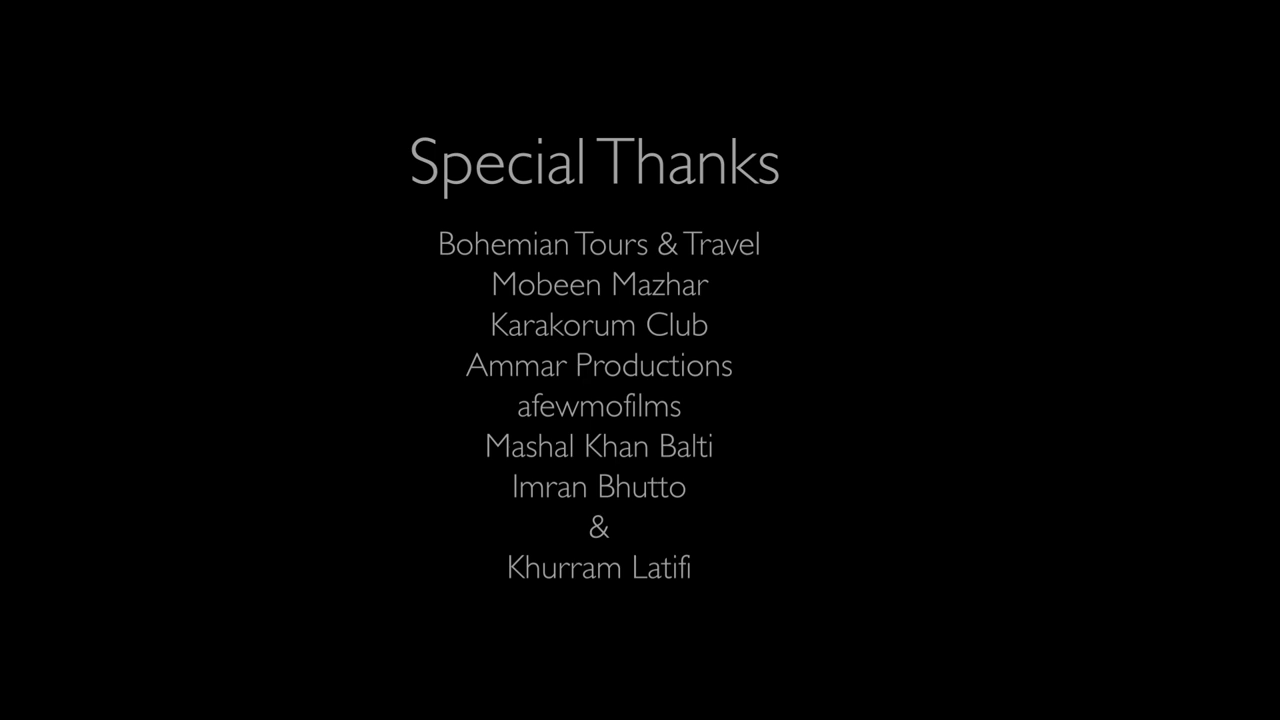 Special Thanks
Bohemian Tours & Travel
Mobeen Mazhar
Karakorum Club
Ammar Productions
afewmofilms
Mashal Khan Balti
Imran Bhutto
&
Khurram Latifi